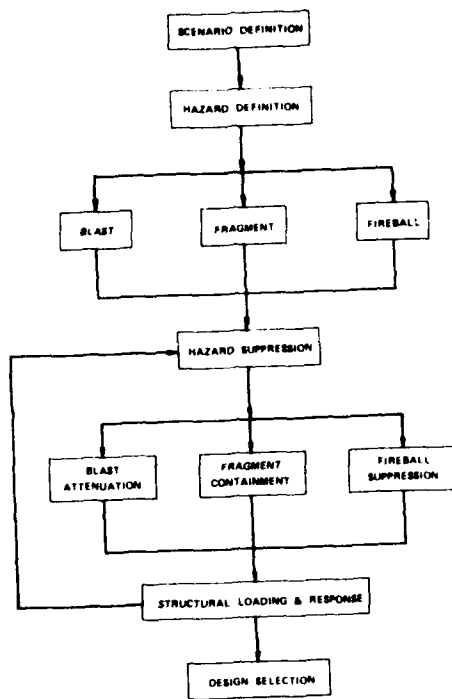 SCENARIO DEFINITION
HAZARD DEFINITION
BLAST
FRAGMENT
FIREBALL
HAZARD SUPPRESSION
BLAST
ATTENUATION
FRAGMENT
CONTAINMENT
FIREBALL
SUPPRESSION
STRUCTURAL LOADING & RESPONSE
DESIGN SELECTION